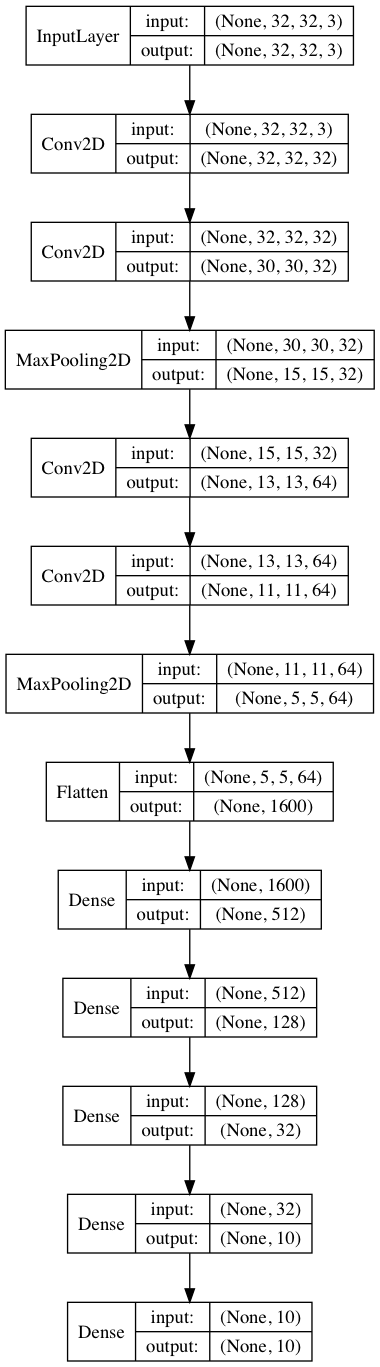 InputLayer
input: (None, 32, 32, 3)
output: (None, 32, 32, 3)
Conv2D
input: (None, 32, 32, 3)
output: (None, 32, 32, 32)
Conv2D
input: (None, 32, 32, 32)
output: (None, 30, 30, 32)
MaxPooling2D
input: (None, 30, 30, 32)
output: (None, 15, 15, 32)
Conv2D
input: (None, 15, 15, 32)
output: (None, 13, 13, 64)
Conv2D
input: (None, 13, 13, 64)
output: (None, 11, 11, 64)
MaxPooling2D
input: (None, 11, 11, 64)
output: (None, 5, 5, 64)
Flatten
input: (None, 5, 5, 64)
output: (None, 1600)
Dense
input: (None, 1600)
output: (None, 512)
Dense
input: (None, 512)
output: (None, 128)
Dense
input: (None, 128)
output: (None, 32)
Dense
input: (None, 32)
output: (None, 10)
Dense
input: (None, 10)
output: (None, 10)